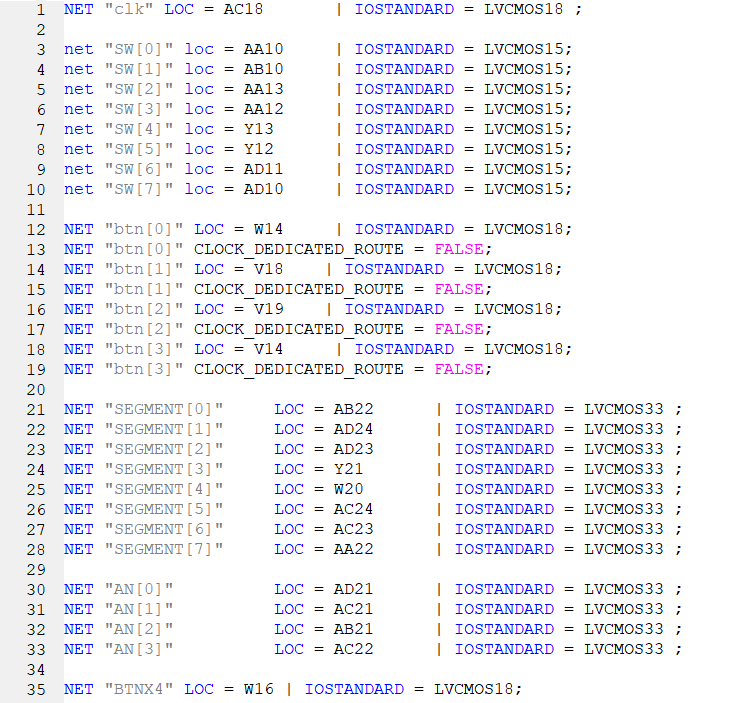 1 NET "clk" LOC = AC18 | IOSTANDARD = LVCMOS18 ;
2
3 net "SW[0]" loc = AA10 | IOSTANDARD = LVCMOS15;
4 net "SW[1]" loc = AB10 | IOSTANDARD = LVCMOS15;
5 net "SW[2]" loc = AA13 | IOSTANDARD = LVCMOS15;
6 net "SW[3]" loc = AA12 | IOSTANDARD = LVCMOS15;
7 net "SW[4]" loc = Y13 | IOSTANDARD = LVCMOS15;
8 net "SW[5]" loc = Y12 | IOSTANDARD = LVCMOS15;
9 net "SW[6]" loc = AD11 | IOSTANDARD = LVCMOS15;
10 net "SW[7]" loc = AD10 | IOSTANDARD = LVCMOS15;
11
12 NET "btn[0]" LOC = W14 | IOSTANDARD = LVCMOS18;
13 NET "btn[0]" CLOCK_DEDICATED_ROUTE = FALSE;
14 NET "btn[1]" LOC = V18 | IOSTANDARD = LVCMOS18;
15 NET "btn[1]" CLOCK_DEDICATED_ROUTE = FALSE;
16 NET "btn[2]" LOC = V19 | IOSTANDARD = LVCMOS18;
17 NET "btn[2]" CLOCK_DEDICATED_ROUTE = FALSE;
18 NET "btn[3]" LOC = V14 | IOSTANDARD = LVCMOS18;
19 NET "btn[3]" CLOCK_DEDICATED_ROUTE = FALSE;
20
21 NET "SEGMENT[0]" LOC = AB22 | IOSTANDARD = LVCMOS33 ;
22 NET "SEGMENT[1]" LOC = AD24 | IOSTANDARD = LVCMOS33 ;
23 NET "SEGMENT[2]" LOC = AD23 | IOSTANDARD = LVCMOS33 ;
24 NET "SEGMENT[3]" LOC = Y21 | IOSTANDARD = LVCMOS33 ;
25 NET "SEGMENT[4]" LOC = W20 | IOSTANDARD = LVCMOS33 ;
26 NET "SEGMENT[5]" LOC = AC24 | IOSTANDARD = LVCMOS33 ;
27 NET "SEGMENT[6]" LOC = AC23 | IOSTANDARD = LVCMOS33 ;
28 NET "SEGMENT[7]" LOC = AA22 | IOSTANDARD = LVCMOS33 ;
29
30 NET "AN[0]" LOC = AD21 | IOSTANDARD = LVCMOS33 ;
31 NET "AN[1]" LOC = AC21 | IOSTANDARD = LVCMOS33 ;
32 NET "AN[2]" LOC = AB21 | IOSTANDARD = LVCMOS33 ;
33 NET "AN[3]" LOC = AC22 | IOSTANDARD = LVCMOS33 ;
34
35 NET "BTNX4" LOC = W16 | IOSTANDARD = LVCMOS18;